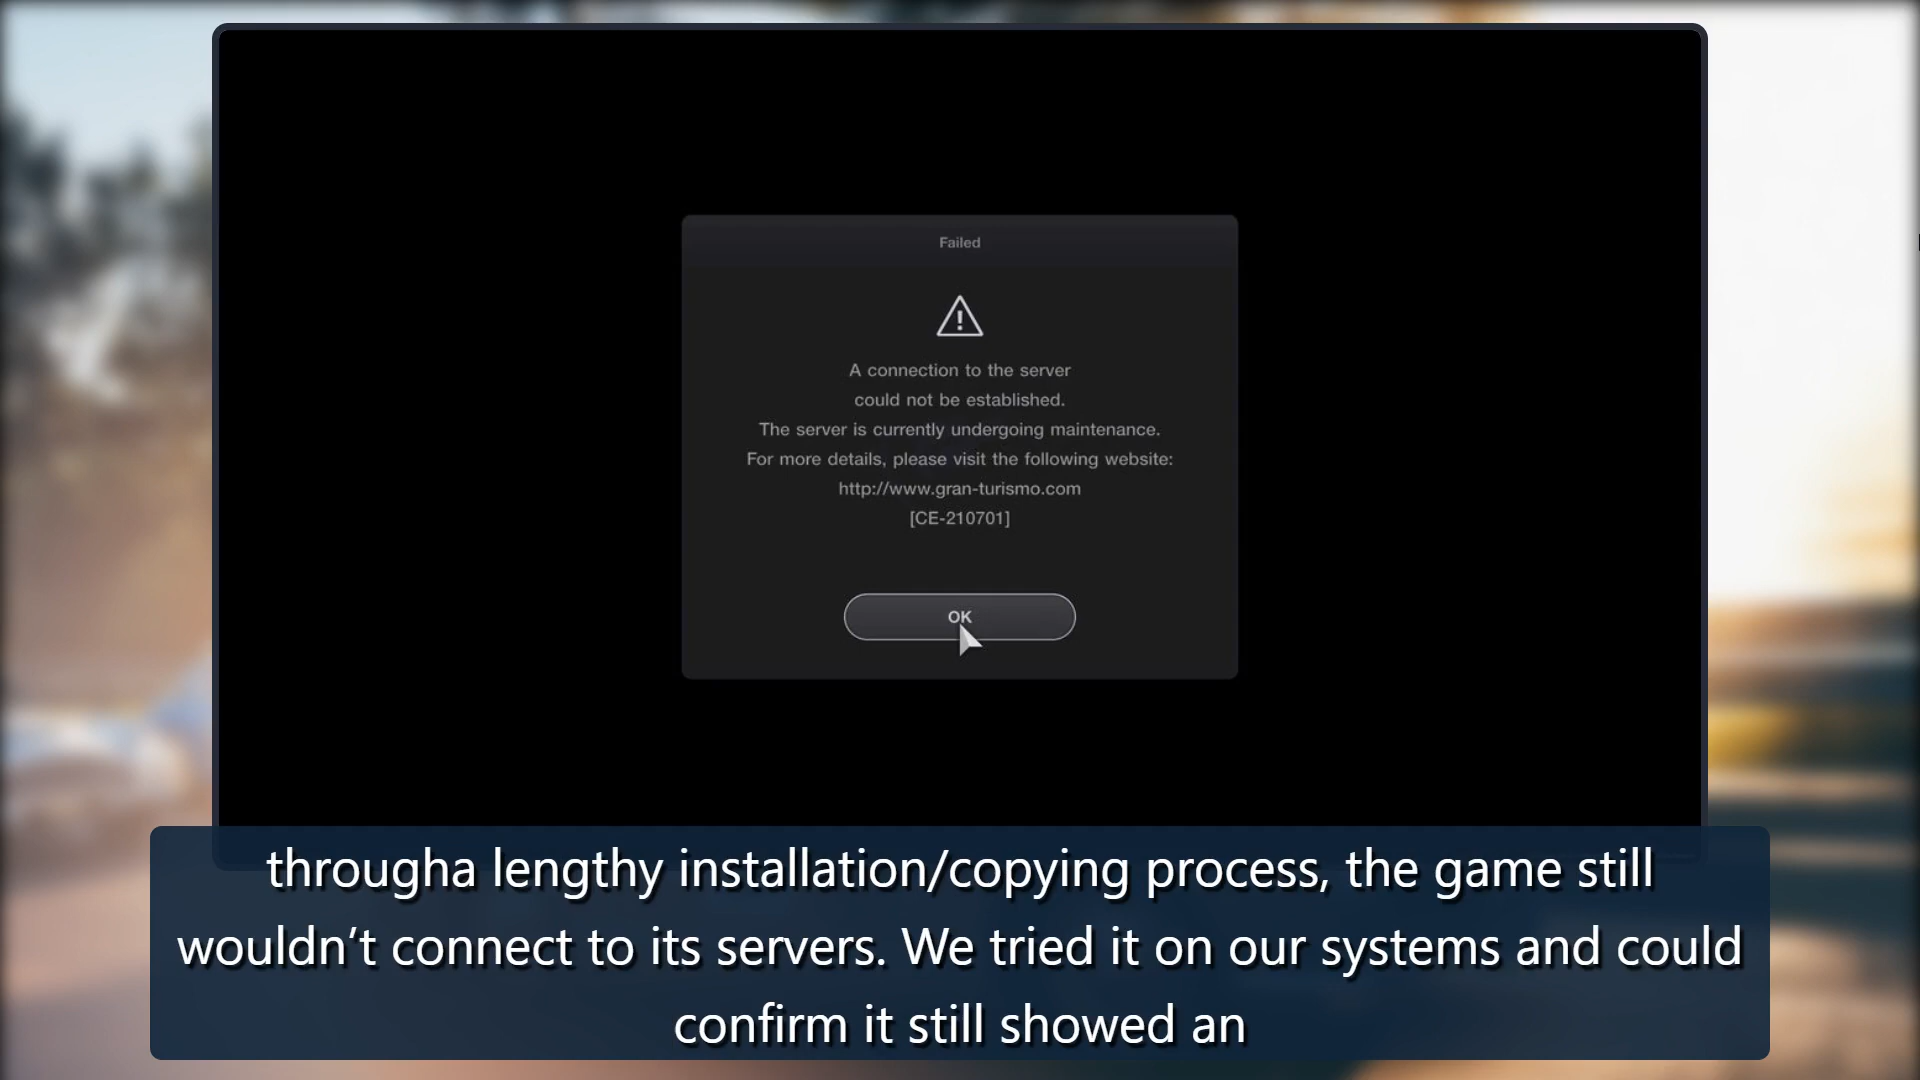 Failed
A connection to the server
could not be established.
The server is currently undergoing maintenance.
For more details, please visit the following website:
http://www.gran-turismo.com
[CE-210701]
OK
througha lengthy installation/copying process, the game still
wouldn’t connect to its servers. We tried it on our systems and could
confirm it still showed an